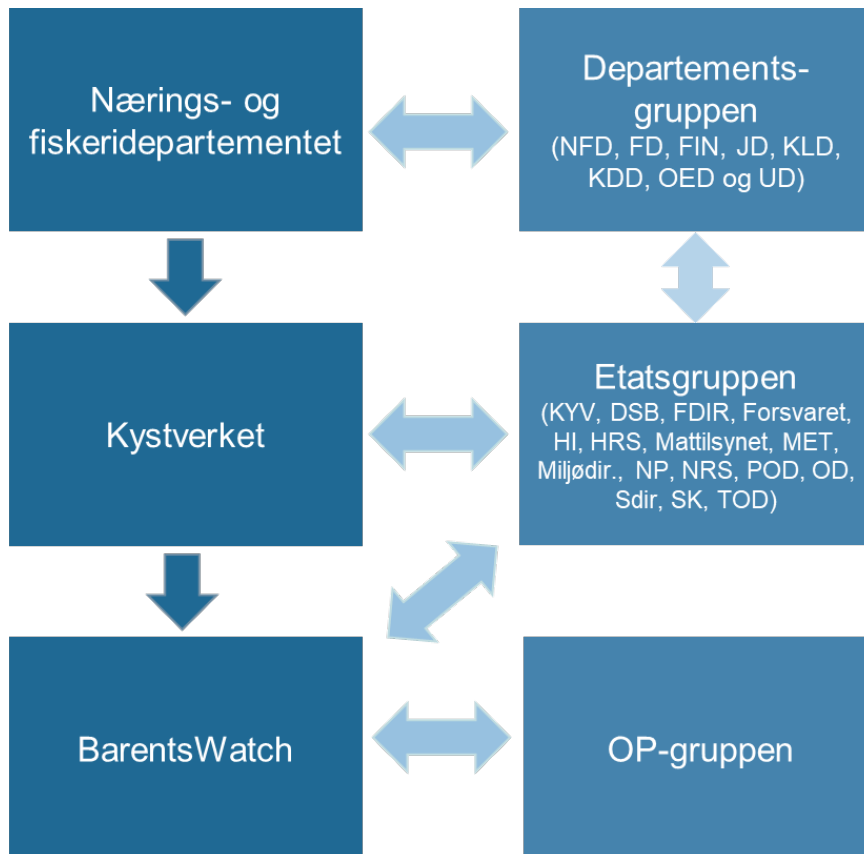 Nærings- og
fiskeridepartementet
Departements-
gruppen
(NFD, FD, FIN, JD, KLD,
KDD, OED og UD)
Kystverket
Etatsgruppen
(KYV, DSB, FDIR, Forsvaret,
HI, HRS, Mattilsynet, MET,
Miljødir., NP, NRS, POD, OD,
Sdir, SK, TOD)
BarentsWatch
OP-gruppen